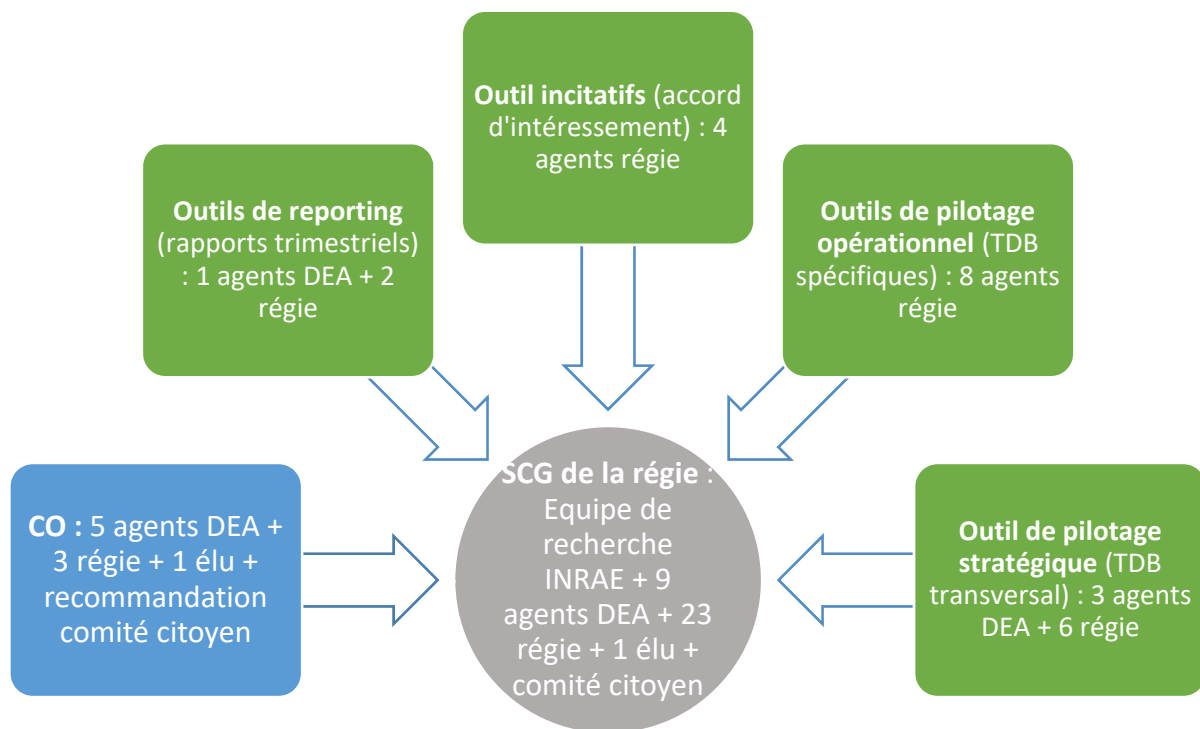 Outil incitatifs (accord
d'intéressement) : 4
agents régie
Outils de reporting
(rapports trimestriels)
: 1 agents DEA + 2
régie
Outils de pilotage
opérationnel (TDB
spécifiques) : 8 agents
régie
CO : 5 agents DEA +
3 régie + 1 élu +
recommandation
comité citoyen
SCG de la régie :
Equipe de
recherche
INRAE + 9
agents DEA + 23
régie + 1 élu +
comité citoyen
Outil de pilotage
stratégique (TDB
transversal) : 3 agents
DEA + 6 régie